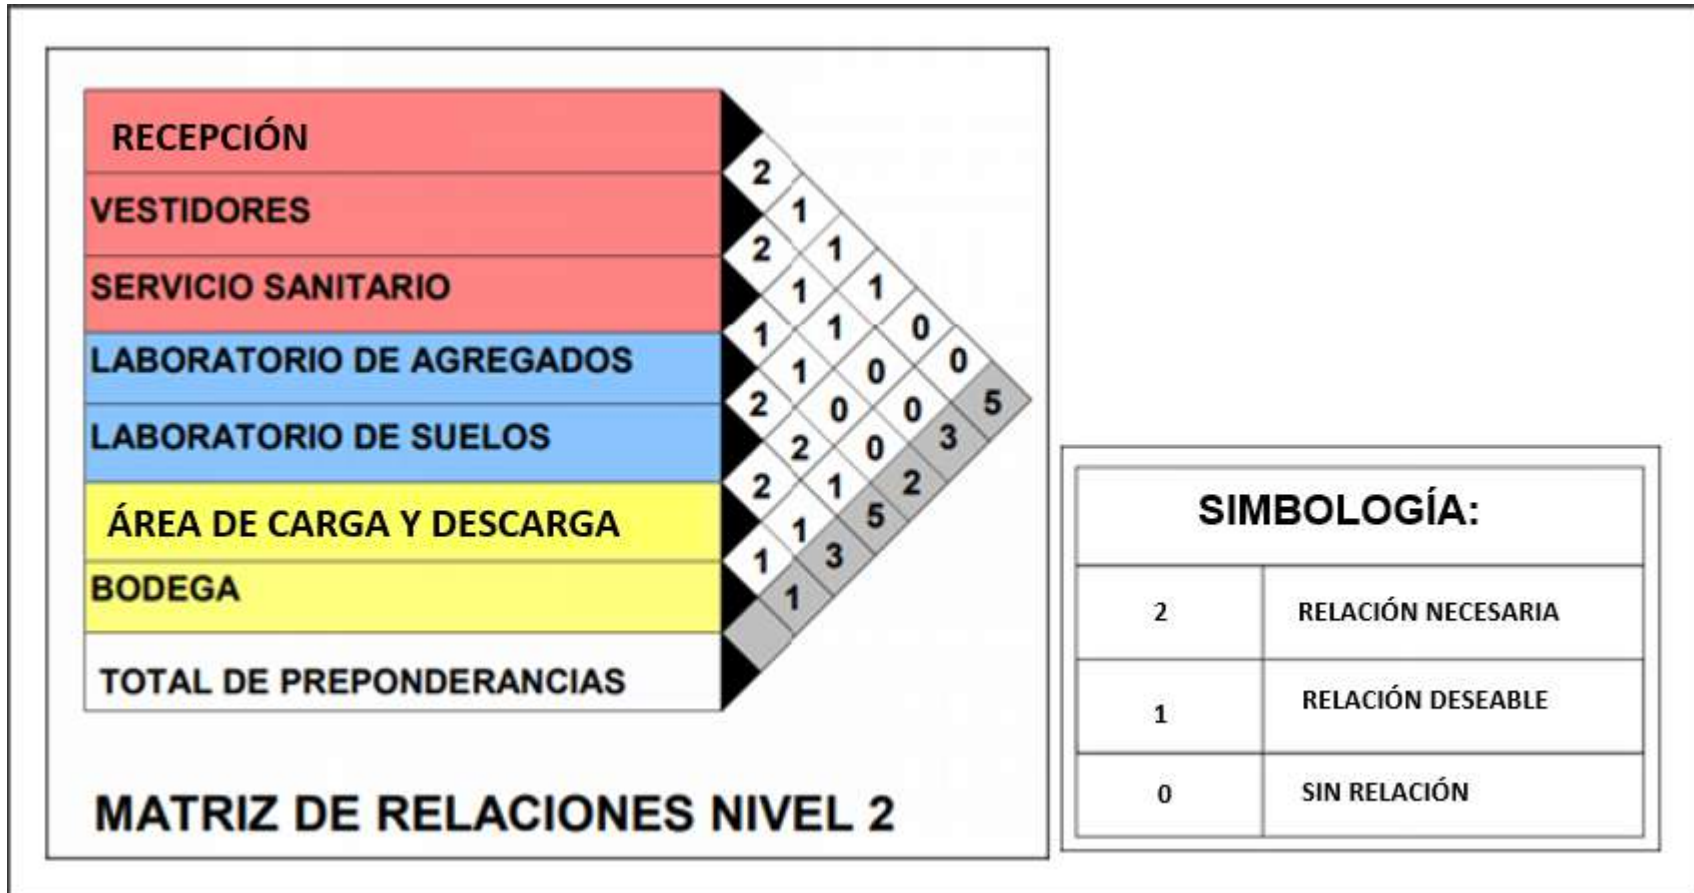 RECEPCIÓN
VESTIDORES
SERVICIO SANITARIO
LABORATORIO DE AGREGADOS
LABORATORIO DE SUELOS
ÁREA DE CARGA Y DESCARGA
BODEGA
TOTAL DE PREPONDERANCIAS
2
1
2 1
1 1
1 1 0
1 0 0
2 0 0 5
2 0 3
2 1 2
1 5
1 3
1
MATRIZ DE RELACIONES NIVEL 2
SIMBOLOGÍA:
2 RELACIÓN NECESARIA
1 RELACIÓN DESEABLE
0 SIN RELACIÓN